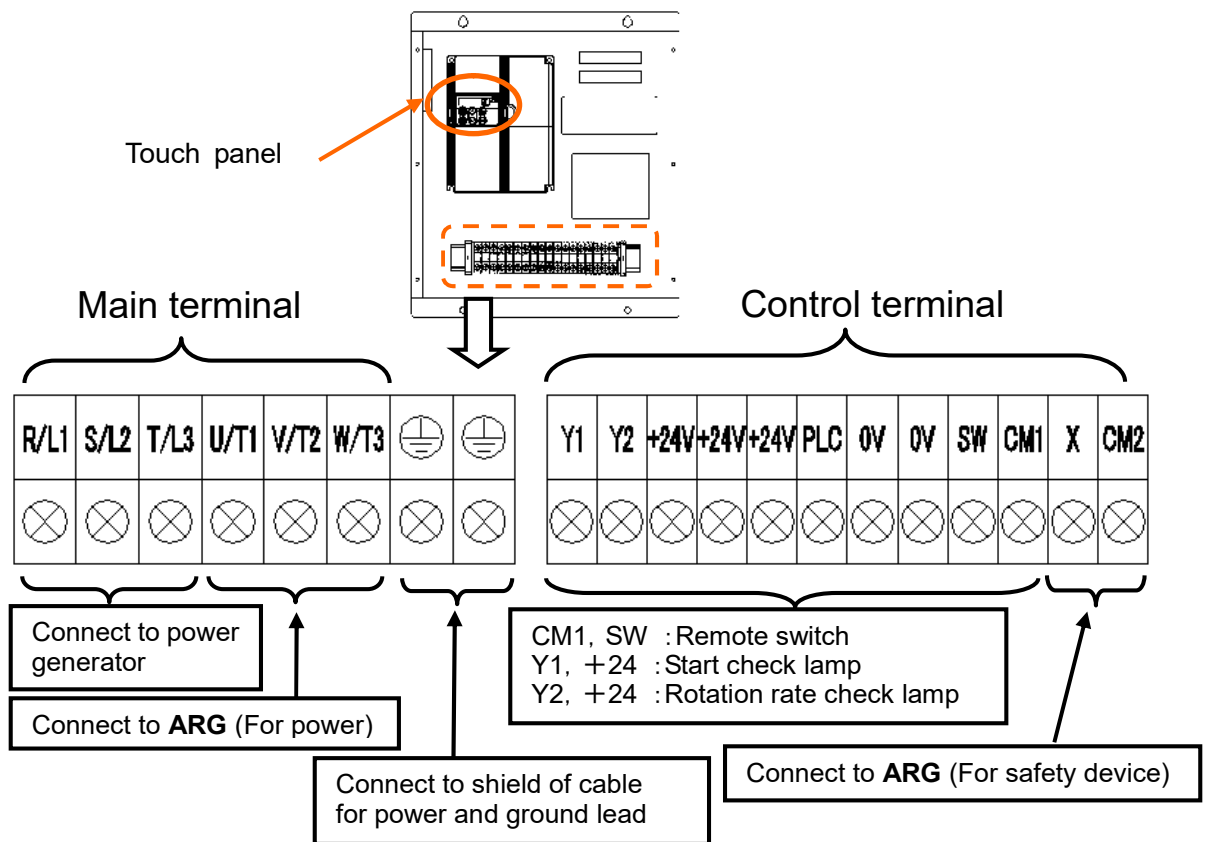 Touch panel
Main terminal
Control terminal
R/L1 S/L2 T/L3 U/T1 V/T2 W/T3
Y1 Y2 +24V +24V +24V PLC 0V 0V SW CM1 X CM2
Connect to power
generator
Connect to ARG (For power)
Connect to shield of cable
for power and ground lead
CM1, SW :Remote switch
Y1, +24 :Start check lamp
Y2, +24 :Rotation rate check lamp
Connect to ARG (For safety device)